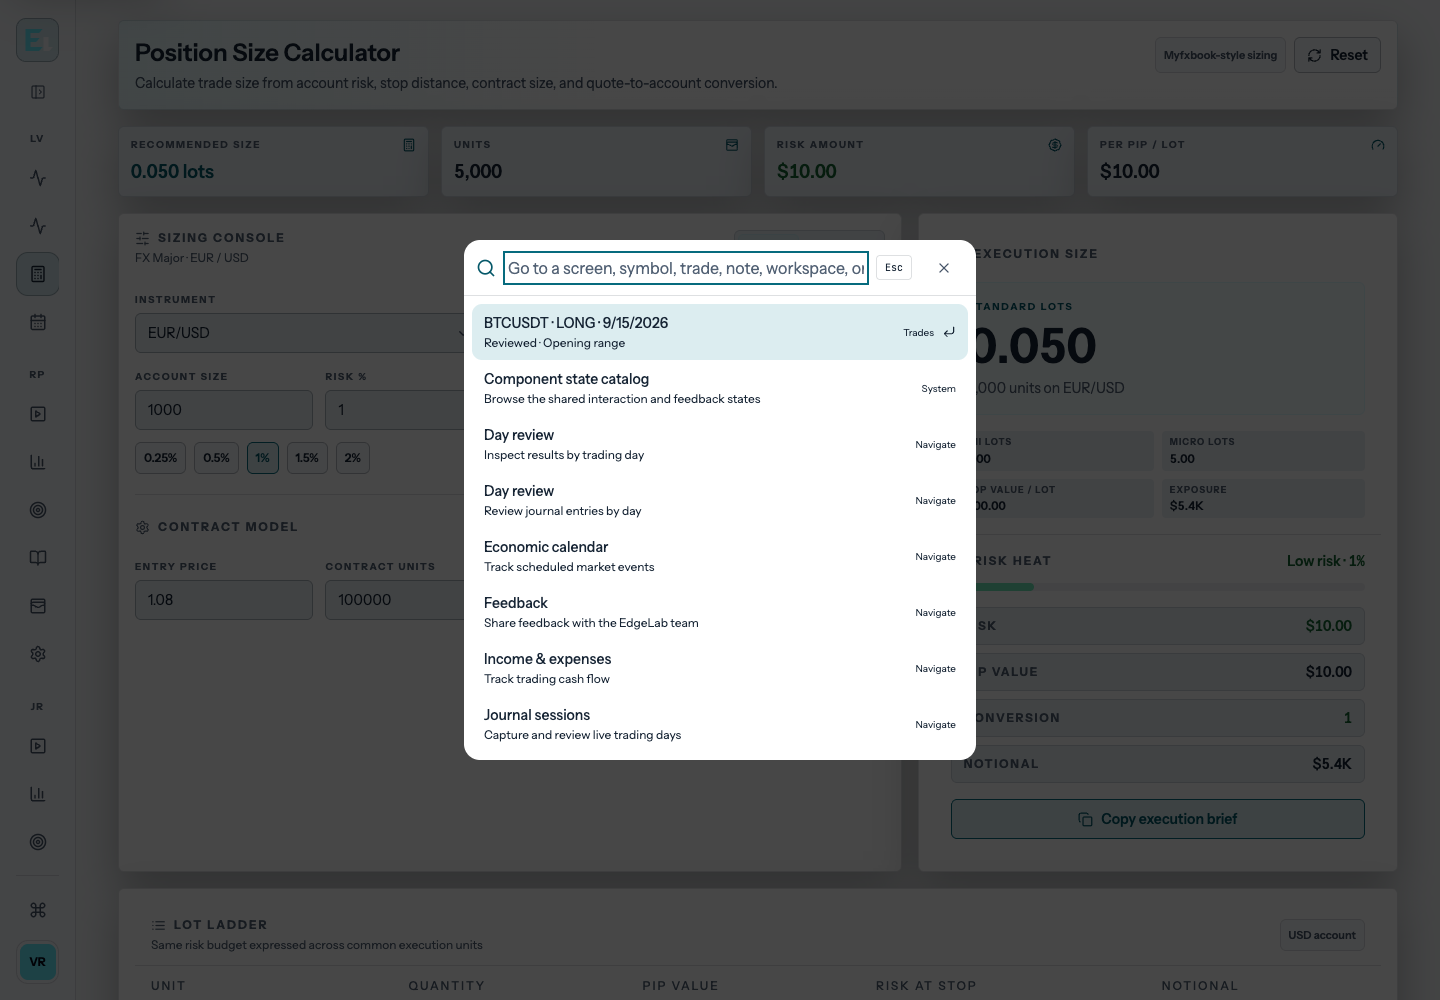 E
Position Size Calculator
Calculate trade size from account risk, stop distance, contract size, and quote-to-account conversion.
Myfxbook-style sizing
Reset
LV
RECOMMENDED SIZE
0.050 lots
UNITS
5,000
RISK AMOUNT
$10.00
PER PIP / LOT
$10.00
SIZING CONSOLE
FX Major · EUR / USD
INSTRUMENT
EUR/USD
ACCOUNT SIZE
RISK %
1000
1
0.25%
0.5%
1%
1.5%
2%
CONTRACT MODEL
ENTRY PRICE
CONTRACT UNITS
1.08
100000
RP
JR
VR
Go to a screen, symbol, trade, note, workspace, or
Esc
BTCUSDT · LONG · 9/15/2026
Reviewed · Opening range
Trades
Component state catalog
Browse the shared interaction and feedback states
System
Day review
Inspect results by trading day
Navigate
Day review
Review journal entries by day
Navigate
Economic calendar
Track scheduled market events
Navigate
Feedback
Share feedback with the EdgeLab team
Navigate
Income & expenses
Track trading cash flow
Navigate
Journal sessions
Capture and review live trading days
Navigate
EXECUTION SIZE
TANDARD LOTS
0.050
,000 units on EUR/USD
LOTS
MICRO LOTS
5.00
OP VALUE / LOT
00.00
EXPOSURE
$5.4K
RISK HEAT
Low risk · 1%
SK
$10.00
P VALUE
$10.00
ONVERSION
1
NOTIONAL
$5.4K
Copy execution brief
LOT LADDER
Same risk budget expressed across common execution units
USD account
UNIT
QUANTITY
PIP VALUE
RISK AT STOP
NOTIONAL